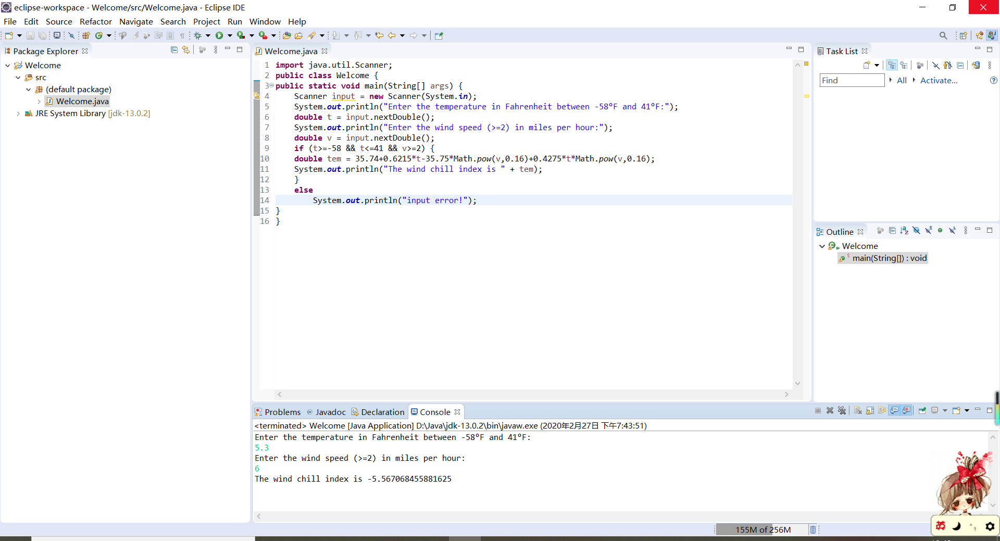 eclipse-workspace - Welcome/src/Welcome.java - Eclipse IDE
File Edit Source Refactor Navigate Search Project Run Window Help
Package Explorer
Welcome
src
(default package)
Welcome.java
JRE System Library [jdk-13.0.2]
Welcome.java
1 import java.util.Scanner;
2 public class Welcome {
3 public static void main(String[] args) {
4 Scanner input = new Scanner(System.in);
5 System.out.println("Enter the temperature in Fahrenheit between -58ºF and 41ºF:");
6 double t = input.nextDouble();
7 System.out.println("Enter the wind speed (>=2) in miles per hour:");
8 double v = input.nextDouble();
9 if (t>=-58 && t<=41 && v>=2) {
10 double tem = 35.74+0.6215*t-35.75*Math.pow(v,0.16)+0.4275*t*Math.pow(v,0.16);
11 System.out.println("The wind chill index is " + tem);
12 }
13 else
14 System.out.println("input error!");
15 }
16 }
Task List
Find All Activate...
Outline
Welcome
main(String[]) : void
Problems @ Javadoc Declaration Console
<terminated> Welcome [Java Application] D:\Java\jdk-13.0.2\bin\javaw.exe (2020年2月27日 下午7:43:51)
Enter the temperature in Fahrenheit between -58ºF and 41ºF:
5.3
Enter the wind speed (>=2) in miles per hour:
6
The wind chill index is -5.567068455881625
155M of 256M
英